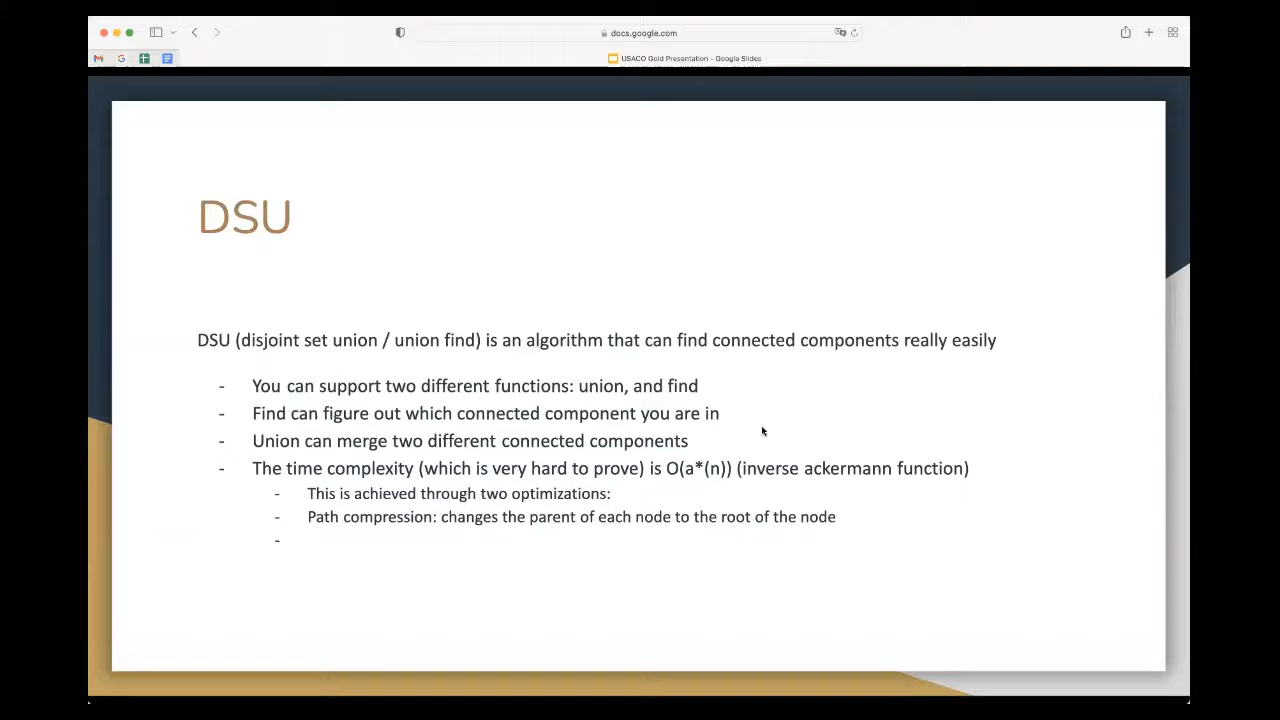 docs.google.com
USACO Gold Presentation - Google Slides
DSU
DSU (disjoint set union / union find) is an algorithm that can find connected components really easily
- You can support two different functions: union, and find
- Find can figure out which connected component you are in
- Union can merge two different connected components
- The time complexity (which is very hard to prove) is O(a*(n)) (inverse ackermann function)
- This is achieved through two optimizations:
- Path compression: changes the parent of each node to the root of the node
-